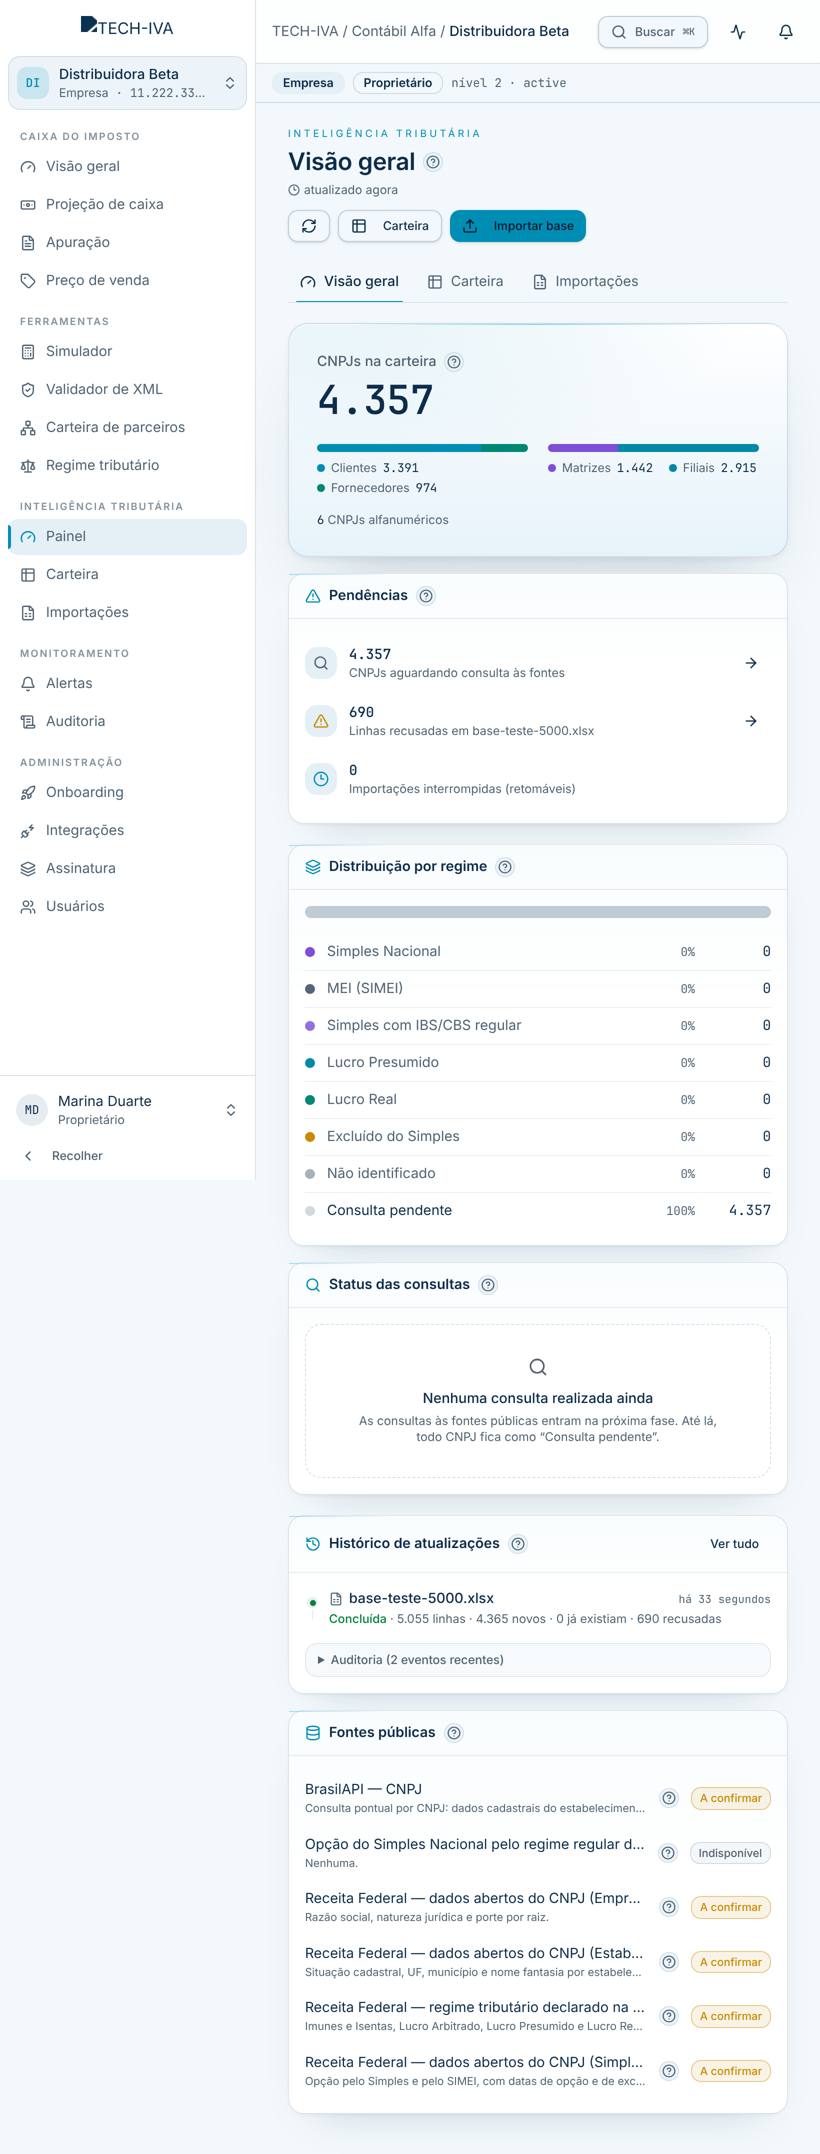 TECH-IVA
DI
Distribuidora Beta
Empresa · 11.222.33...
CAIXA DO IMPOSTO
Visão geral
Projeção de caixa
Apuração
Preço de venda
FERRAMENTAS
Simulador
Validador de XML
Carteira de parceiros
Regime tributário
INTELIGÊNCIA TRIBUTÁRIA
Painel
Carteira
Importações
MONITORAMENTO
Alertas
Auditoria
ADMINISTRAÇÃO
Onboarding
Integrações
Assinatura
Usuários
MD
Marina Duarte
Proprietário
Recolher
TECH-IVA / Contábil Alfa / Distribuidora Beta
Buscar ⌘K
Empresa Proprietário nível 2 · active
INTELIGÊNCIA TRIBUTÁRIA
Visão geral
atualizado agora
Carteira
Importar base
Visão geral Carteira Importações
CNPJs na carteira
4.357
Clientes 3.391
Fornecedores 974
Matrizes 1.442 Filiais 2.915
6 CNPJs alfanuméricos
Pendências
4.357
CNPJs aguardando consulta às fontes
690
Linhas recusadas em base-teste-5000.xlsx
0
Importações interrompidas (retomáveis)
Distribuição por regime
Simples Nacional 0% 0
MEI (SIMEI) 0% 0
Simples com IBS/CBS regular 0% 0
Lucro Presumido 0% 0
Lucro Real 0% 0
Excluído do Simples 0% 0
Não identificado 0% 0
Consulta pendente 100% 4.357
Status das consultas
Nenhuma consulta realizada ainda
As consultas às fontes públicas entram na próxima fase. Até lá,
todo CNPJ fica como “Consulta pendente”.
Histórico de atualizações
Ver tudo
base-teste-5000.xlsx há 33 segundos
Concluída · 5.055 linhas · 4.365 novos · 0 já existiam · 690 recusadas
Auditoria (2 eventos recentes)
Fontes públicas
BrasilAPI — CNPJ
Consulta pontual por CNPJ: dados cadastrais do estabelecimen...
A confirmar
Opção do Simples Nacional pelo regime regular d...
Nenhuma.
Indisponível
Receita Federal — dados abertos do CNPJ (Empr...
Razão social, natureza jurídica e porte por raiz.
A confirmar
Receita Federal — dados abertos do CNPJ (Estab...
Situação cadastral, UF, município e nome fantasia por estabele...
A confirmar
Receita Federal — regime tributário declarado na ...
Imunes e Isentas, Lucro Arbitrado, Lucro Presumido e Lucro Re...
A confirmar
Receita Federal — dados abertos do CNPJ (Simpl...
Opção pelo Simples e pelo SIMEI, com datas de opção e de exc...
A confirmar